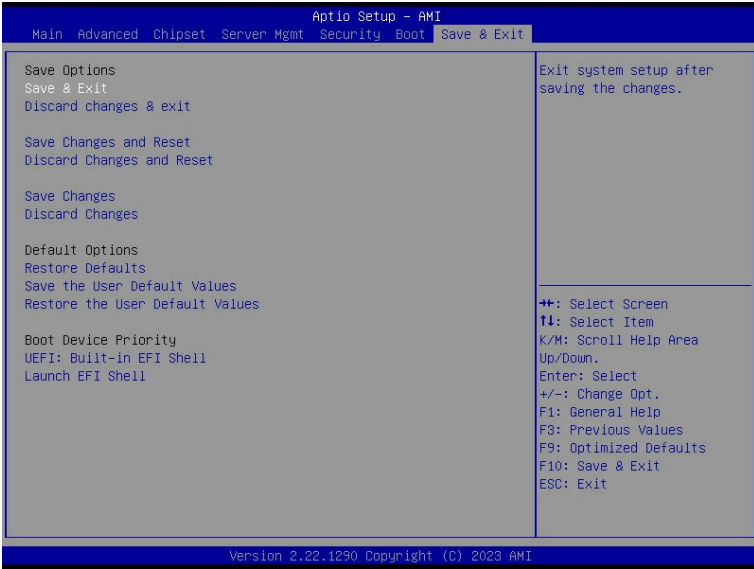 Aptio Setup – AMI
Main Advanced Chipset Server Mgmt Security Boot Save & Exit
Save Options
Save & Exit
Discard changes & exit
Save Changes and Reset
Discard Changes and Reset
Save Changes
Discard Changes
Default Options
Restore Defaults
Save the User Default Values
Restore the User Default Values
Boot Device Priority
UEFI: Built-in EFI Shell
Launch EFI Shell
Exit system setup after
saving the changes.
→←: Select Screen
↑↓: Select Item
K/M: Scroll Help Area
Up/Down.
Enter: Select
+/-: Change Opt.
F1: General Help
F3: Previous Values
F9: Optimized Defaults
F10: Save & Exit
ESC: Exit
Version 2.22.1290 Copyright (C) 2023 AMI